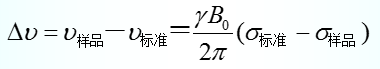 Δυ = υ样品 − υ标准 = γB₀/2π (σ标准 − σ样品)